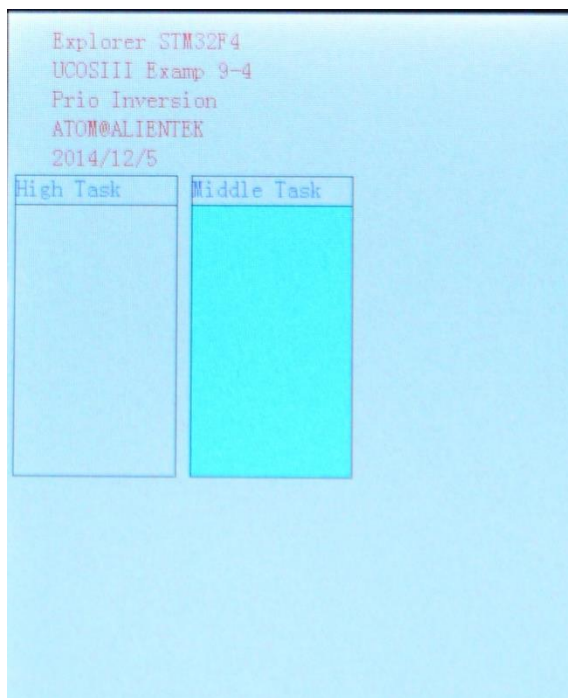 Explorer STM32F4
UCOSIII Examp 9-4
Prio Inversion
ATOM@ALIENTEK
2014/12/5
High Task
Middle Task